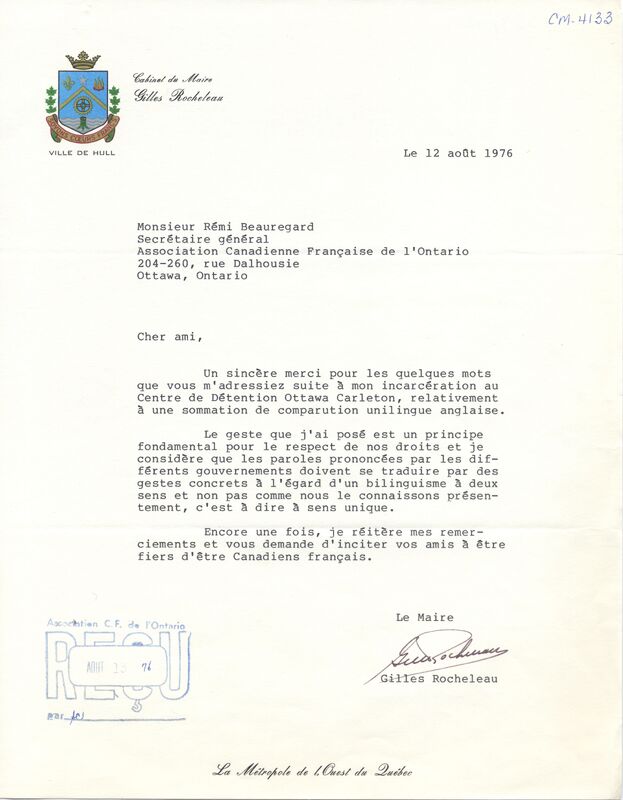 CM-4133
Cabinet du Maire
Gilles Rocheleau
VILLE DE HULL
Le 12 août 1976
Monsieur Rémi Beauregard
Secrétaire général
Association Canadienne Française de l'Ontario
204-260, rue Dalhousie
Ottawa, Ontario
Cher ami,
Un sincère merci pour les quelques mots
que vous m'adressiez suite à mon incarcération au
Centre de Détention Ottawa Carleton, relativement
à une sommation de comparution unilingue anglaise.
Le geste que j'ai posé est un principe
fondamental pour le respect de nos droits et je
considère que les paroles prononcées par les dif-
férents gouvernements doivent se traduire par des
gestes concrets à l'égard d'un bilinguisme à deux
sens et non pas comme nous le connaissons présen-
tement, c'est à dire à sens unique.
Encore une fois, je réitère mes remer-
ciements et vous demande d'inciter vos amis à être
fiers d'être Canadiens français.
Le Maire
Gilles Rocheleau
Association C.F. de l'Ontario
REÇU
AOUT 13 76
par
La Métropole de l'Ouest du Québec